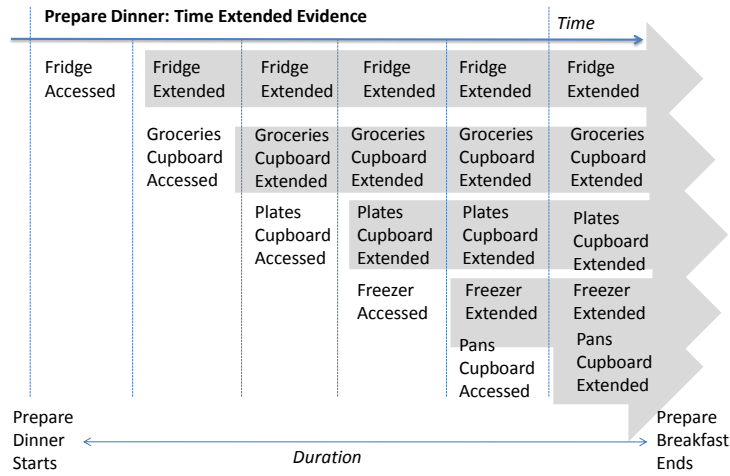 Prepare Dinner: Time Extended Evidence
Time
Fridge Fridge Fridge Fridge Fridge Fridge
Accessed Extended Extended Extended Extended Extended
Groceries Groceries Groceries Groceries Groceries
Cupboard Cupboard Cupboard Cupboard Cupboard
Accessed Extended Extended Extended Extended
Plates Plates Plates Plates
Cupboard Cupboard Cupboard Cupboard
Accessed Extended Extended Extended
Freezer Freezer Freezer
Accessed Extended Extended
Pans Pans
Cupboard Cupboard
Accessed Extended
Prepare Prepare
Dinner Breakfast
Starts Duration Ends